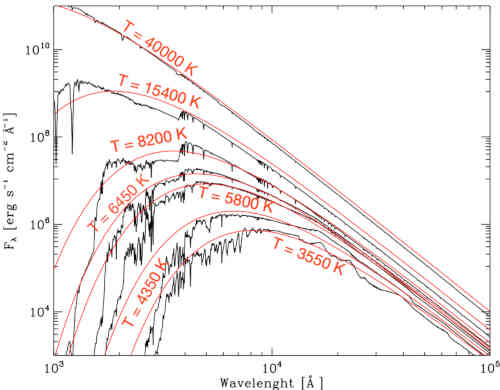 T = 40000 K
T = 15400 K
T = 8200 K
T = 6450 K
T = 5800 K
T = 4350 K
T = 3550 K
10¹⁰
10⁸
10⁶
10⁴
F_λ [erg s⁻¹ cm⁻² Å⁻¹]
10³ 10⁴ 10⁵ 10⁶
Wavelenght [Å]